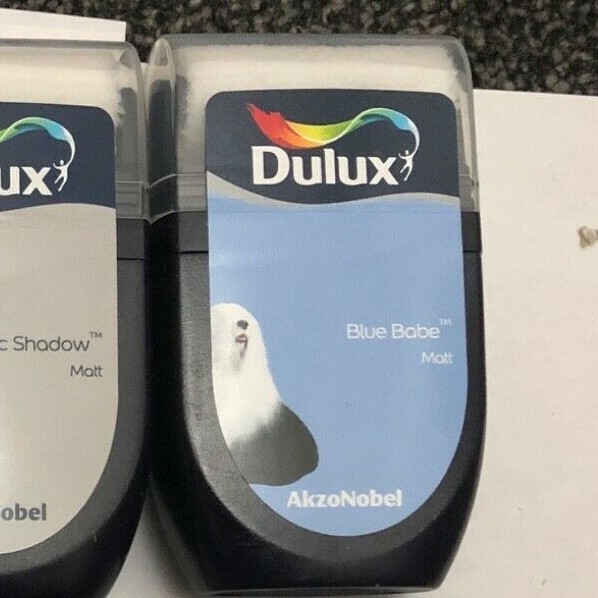 ux
c Shadow™
Matt
obel
Dulux
Blue Babe™
Matt
AkzoNobel